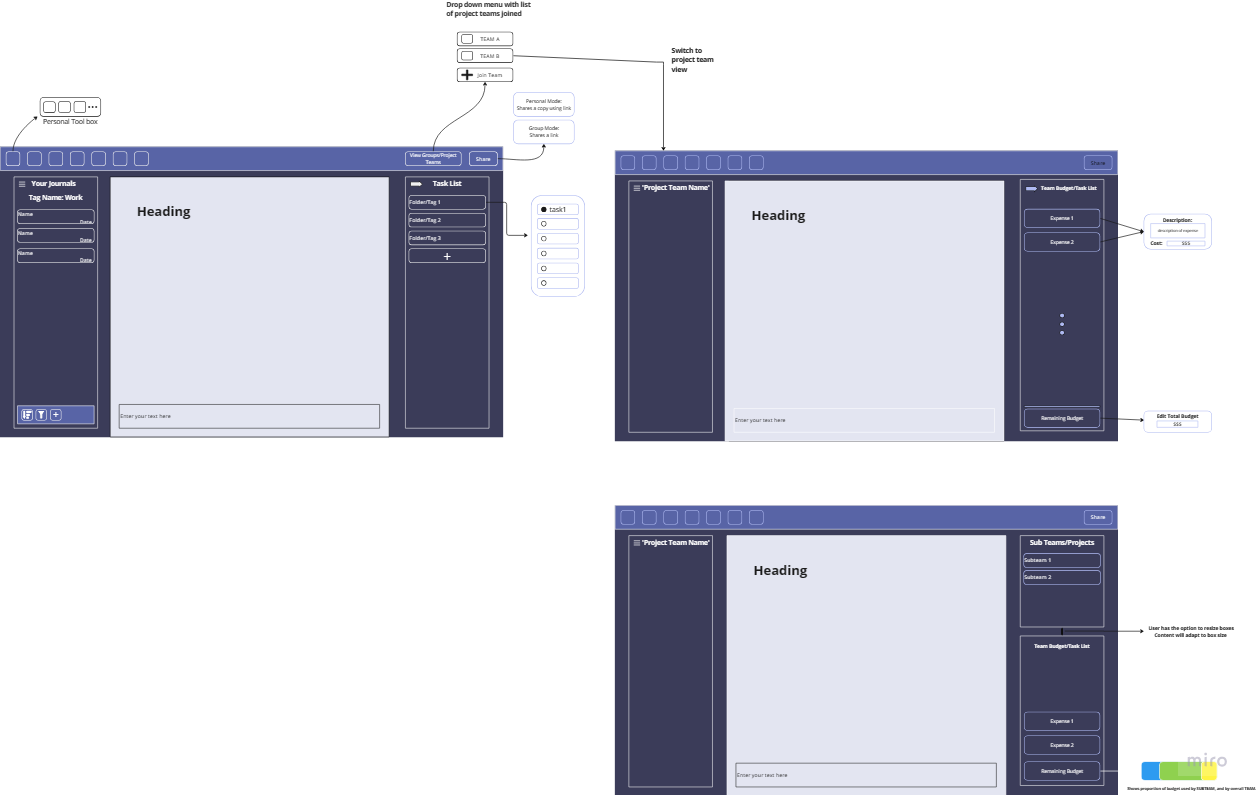 Drop down menu with list
of project teams joined
TEAM A
TEAM B
Join Team
Switch to
project team
view
Personal Tool box
Personal Mode:
Shares a copy using link
Group Mode:
Shares a link
View Groups/Project
Teams
Share
Your Journals
Tag Name: Work
Name
Date
Name
Date
Name
Date
Heading
Enter your text here
Task List
Folder/Tag 1
Folder/Tag 2
Folder/Tag 3
+
task1
Share
'Project Team Name'
Heading
Enter your text here
Team Budget/Task List
Expense 1
Expense 2
Remaining Budget
Description:
description of expense
Cost: $$$
Edit Total Budget
$$$
Share
'Project Team Name'
Heading
Enter your text here
Sub Teams/Projects
Subteam 1
Subteam 2
User has the option to resize boxes
Content will adapt to box size
Team Budget/Task List
Expense 1
Expense 2
Remaining Budget
miro
Shows proportion of budget used by SUBTEAM, and by overall TEAM